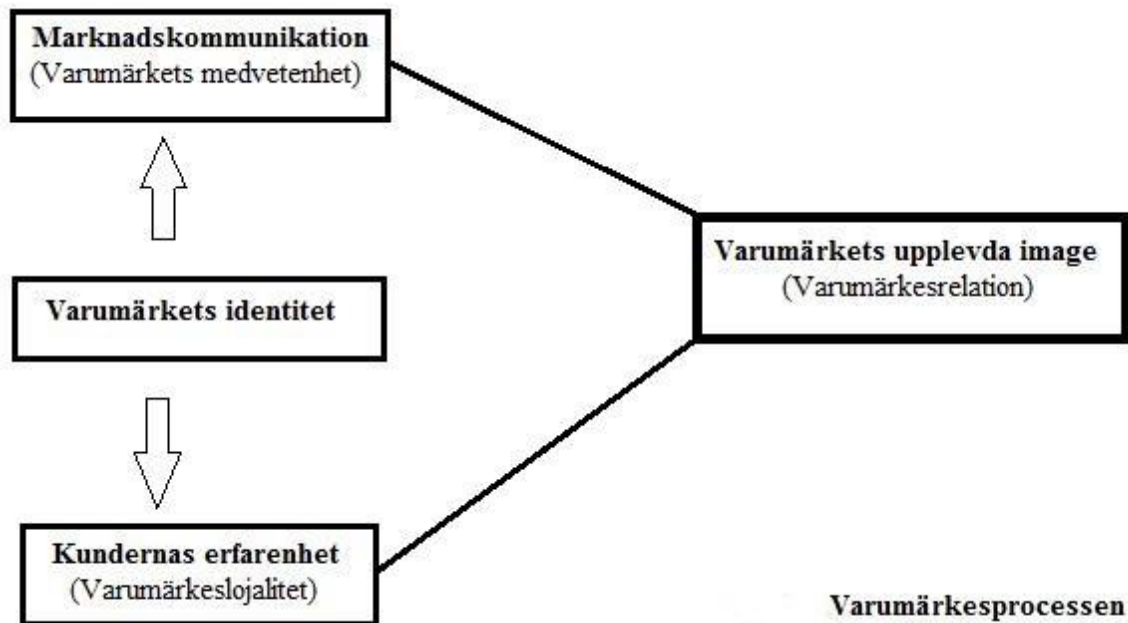 Marknadskommunikation
(Varumärkets medvetenhet)
Varumärkets identitet
Varumärkets upplevda image
(Varumärkesrelation)
Kundernas erfarenhet
(Varumärkeslojalitet)
Varumärkesprocessen